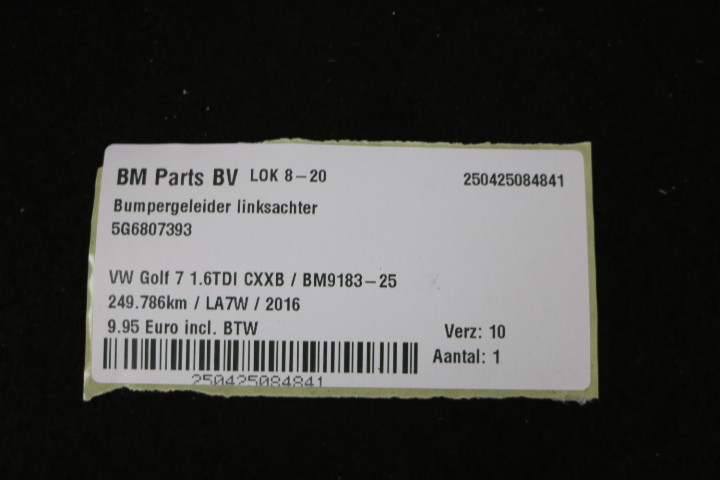 BM Parts BV LOK 8-20 250425084841
Bumpergeleider linksachter
5G6807393
VW Golf 7 1.6TDI CXXB / BM9183-25
249.786km / LA7W / 2016
9.95 Euro incl. BTW Verz: 10
Aantal: 1
250425084841